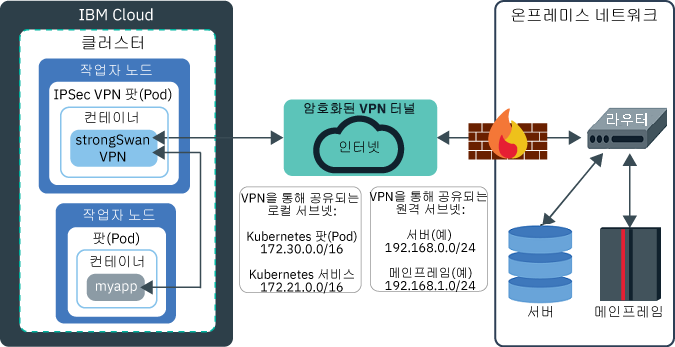 IBM Cloud
클러스터
작업자 노드
IPSec VPN 팟(Pod)
컨테이너
strongSwan
VPN
작업자 노드
팟(Pod)
컨테이너
myapp
암호화된 VPN 터널
인터넷
VPN을 통해 공유되는
로컬 서브넷:
Kubernetes 팟(Pod)
172.30.0.0/16
Kubernetes 서비스
172.21.0.0/16
VPN을 통해 공유되는
원격 서브넷:
서버(예)
192.168.0.0/24
메인프레임(예)
192.168.1.0/24
온프레미스 네트워크
라우터
서버
메인프레임